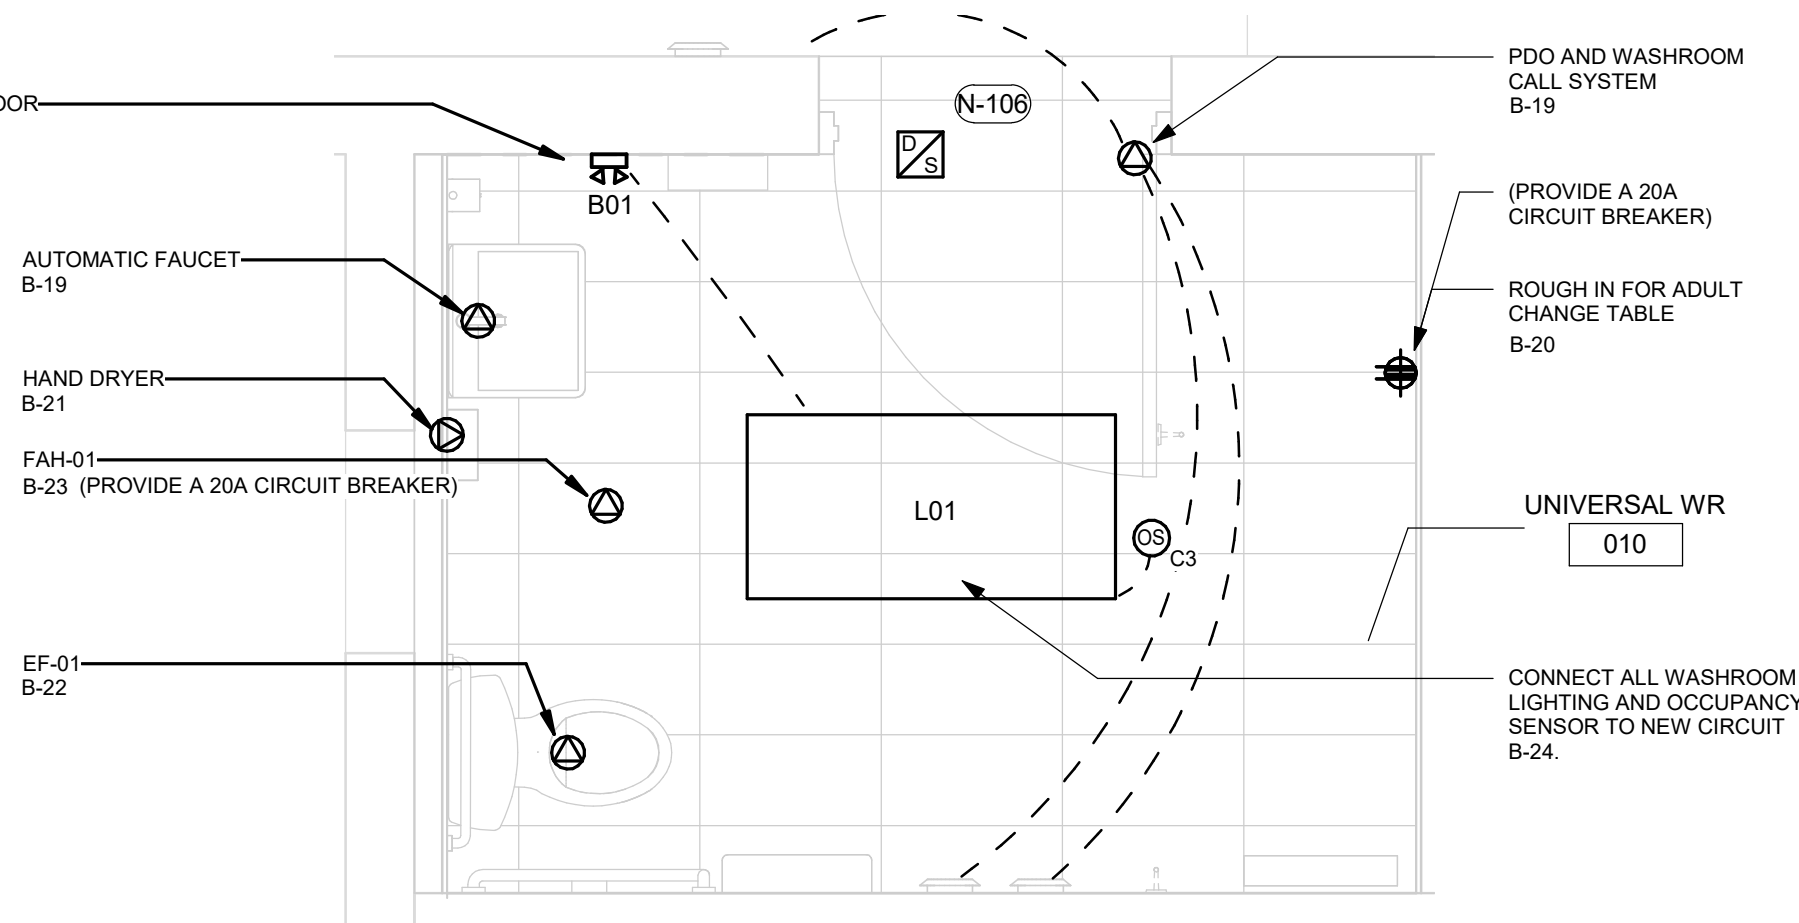 OOR
N-106
D
S
B01
PDO AND WASHROOM
CALL SYSTEM
B-19
(PROVIDE A 20A
CIRCUIT BREAKER)
AUTOMATIC FAUCET
B-19
ROUGH IN FOR ADULT
CHANGE TABLE
B-20
HAND DRYER
B-21
FAH-01
B-23 (PROVIDE A 20A CIRCUIT BREAKER)
L01
OS
C3
UNIVERSAL WR
010
EF-01
B-22
CONNECT ALL WASHROOM
LIGHTING AND OCCUPANCY
SENSOR TO NEW CIRCUIT
B-24.